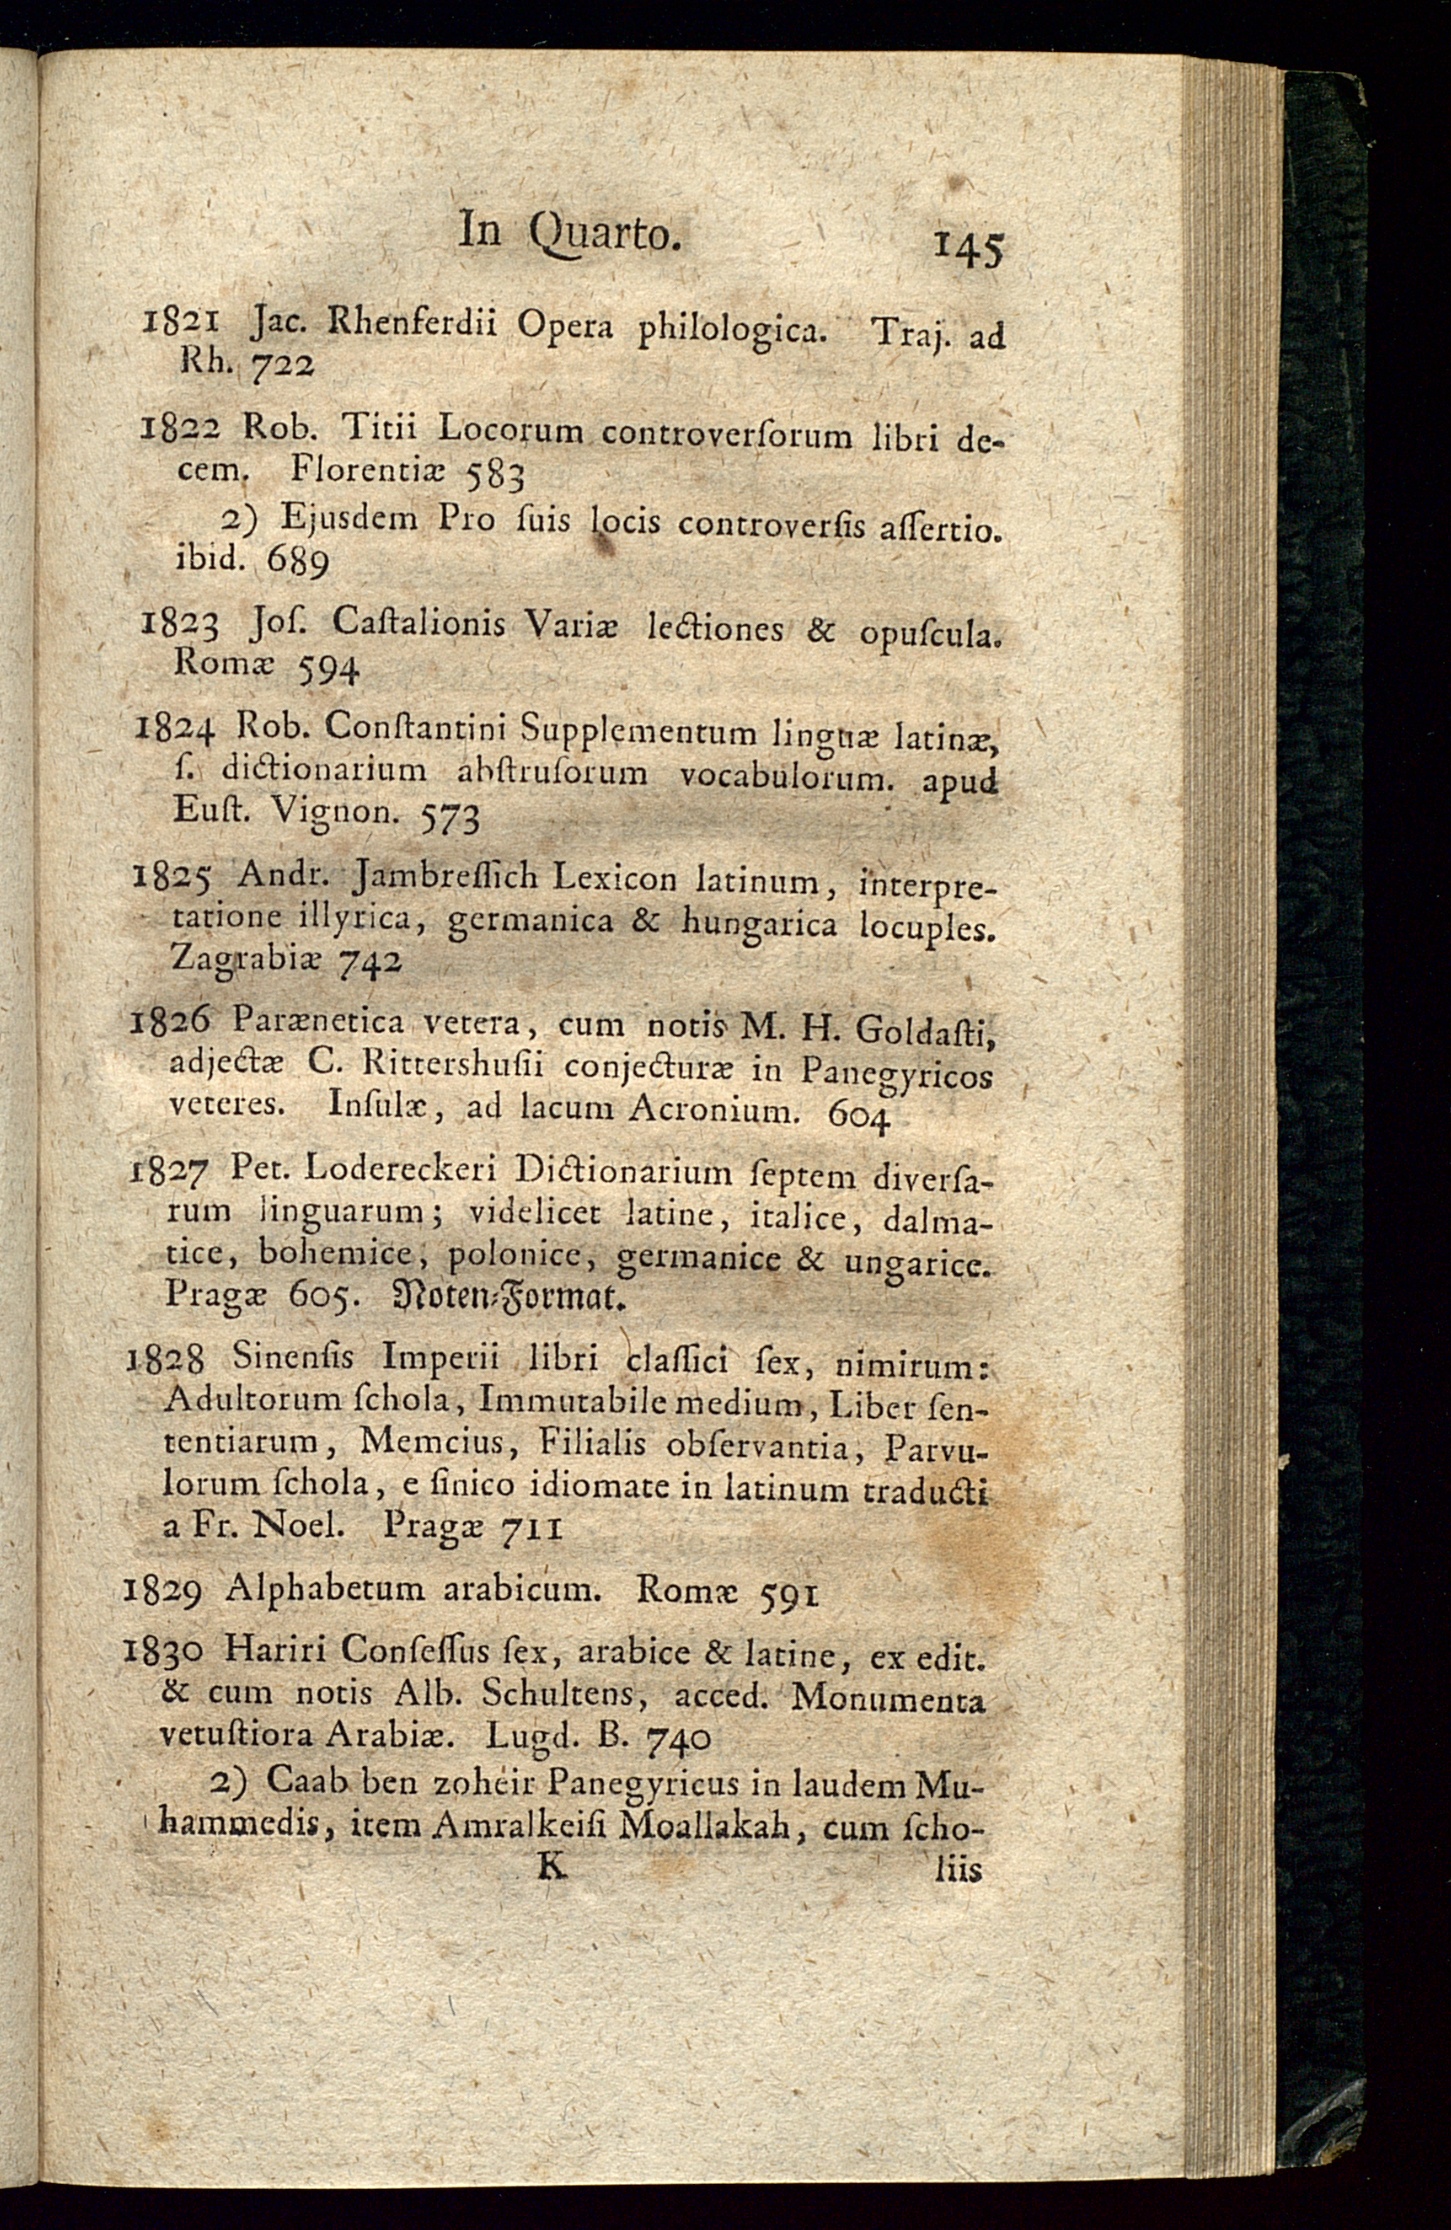 In Quarto. 145
1821 Jac. Rhenferdii Opera philologica. Traj. ad
Rh. 722
1822 Rob. Titii Locorum controverſorum libri de-
cem. Florentiæ 583
2) Ejusdem Pro ſuis locis controverſis aſſertio.
ibid. 689
1823 Joſ. Caſtalionis Variæ lectiones & opuſcula.
Romæ 594
1824 Rob. Conſtantini Supplementum linguæ latinæ,
ſ. dictionarium abſtruſorum vocabulorum. apud
Euſt. Vignon. 573
1825 Andr. Jambreſſich Lexicon latinum, interpre-
tatione illyrica, germanica & hungarica locuples.
Zagrabiæ 742
1826 Parænetica vetera, cum notis M. H. Goldaſti,
adjectæ C. Rittershuſii conjecturæ in Panegyricos
veteres. Inſulæ, ad lacum Acronium. 604
1827 Pet. Lodereckeri Dictionarium ſeptem diverſa-
rum linguarum; videlicet latine, italice, dalma-
tice, bohemice, polonice, germanice & ungarice.
Pragæ 605. Noten-Format.
1828 Sinenſis Imperii libri claſſici ſex, nimirum:
Adultorum ſchola, Immutabile medium, Liber ſen-
tentiarum, Memcius, Filialis obſervantia, Parvu-
lorum ſchola, e ſinico idiomate in latinum traducti
a Fr. Noel. Pragæ 711
1829 Alphabetum arabicum. Romæ 591
1830 Hariri Conſeſſus ſex, arabice & latine, ex edit.
& cum notis Alb. Schultens, acced. Monumenta
vetuſtiora Arabiæ. Lugd. B. 740
2) Caab ben zoheir Panegyricus in laudem Mu-
hammedis, item Amralkeiſi Moallakah, cum ſcho-
K liis